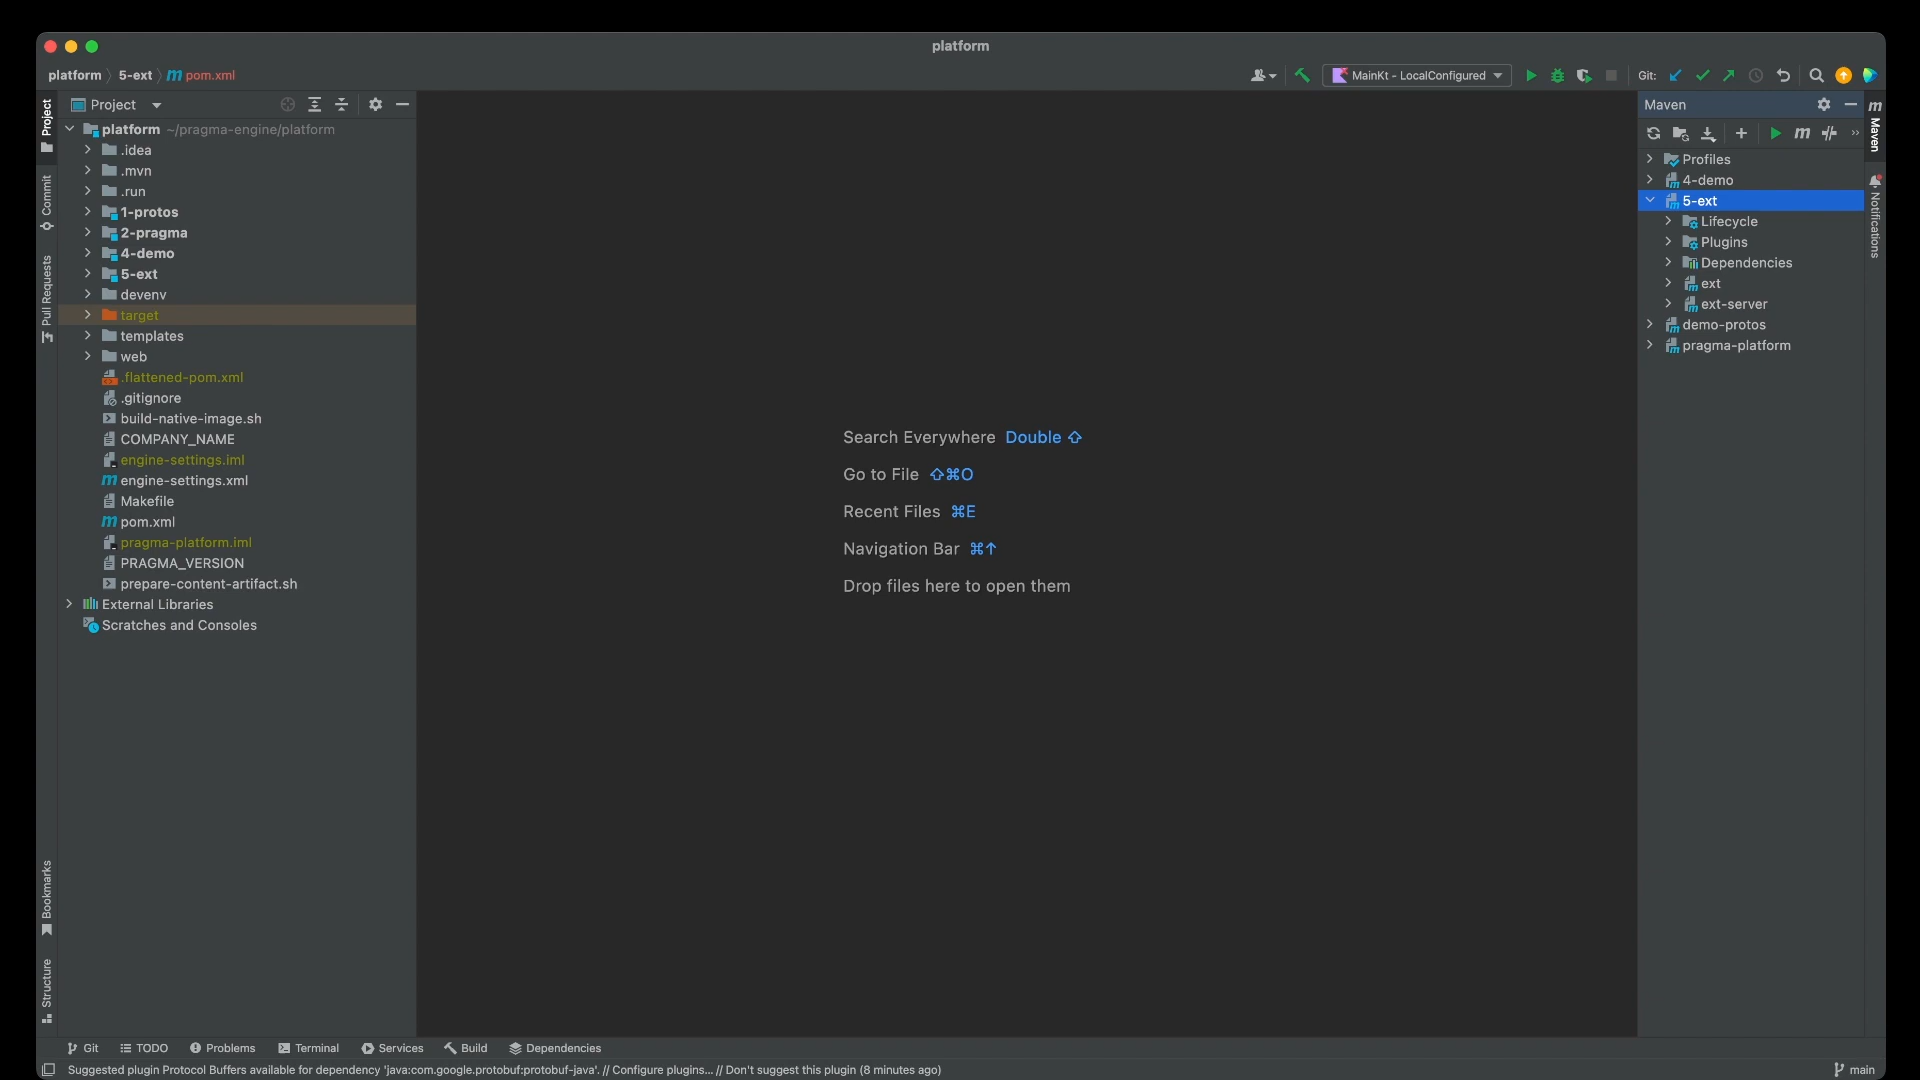 platform
platform 5-ext m pom.xml
MainKt - LocalConfigured
Git:
Project
Commit
Pull Requests
Bookmarks
Structure
Project
platform ~/pragma-engine/platform
.idea
.mvn
.run
1-protos
2-pragma
4-demo
5-ext
devenv
target
templates
web
.flattened-pom.xml
.gitignore
build-native-image.sh
COMPANY_NAME
engine-settings.iml
m engine-settings.xml
Makefile
m pom.xml
pragma-platform.iml
PRAGMA_VERSION
prepare-content-artifact.sh
External Libraries
Scratches and Consoles
Search Everywhere Double ⇧
Go to File ⇧⌘O
Recent Files ⌘E
Navigation Bar ⌘↑
Drop files here to open them
Maven
m
Profiles
4-demo
5-ext
Lifecycle
Plugins
Dependencies
ext
ext-server
demo-protos
pragma-platform
m Maven
Notifications
Git TODO Problems Terminal Services Build Dependencies
Suggested plugin Protocol Buffers available for dependency 'java:com.google.protobuf:protobuf-java'. // Configure plugins... // Don't suggest this plugin (8 minutes ago)
main